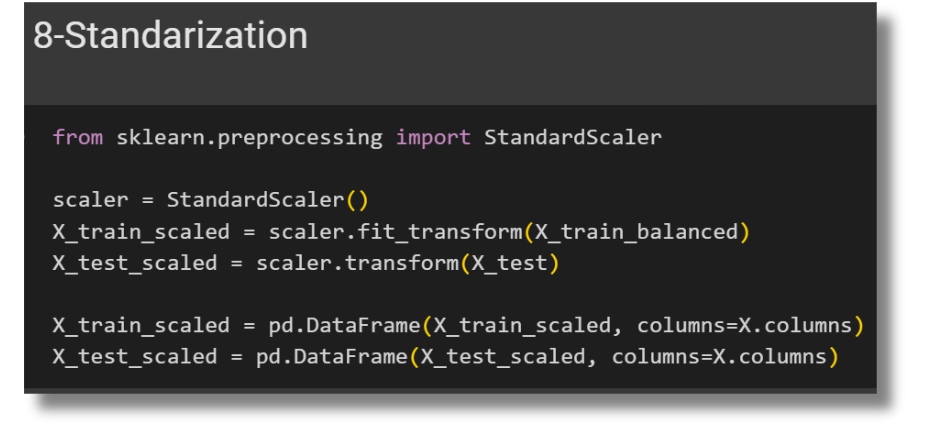 8-Standarization
from sklearn.preprocessing import StandardScaler
scaler = StandardScaler()
X_train_scaled = scaler.fit_transform(X_train_balanced)
X_test_scaled = scaler.transform(X_test)
X_train_scaled = pd.DataFrame(X_train_scaled, columns=X.columns)
X_test_scaled = pd.DataFrame(X_test_scaled, columns=X.columns)